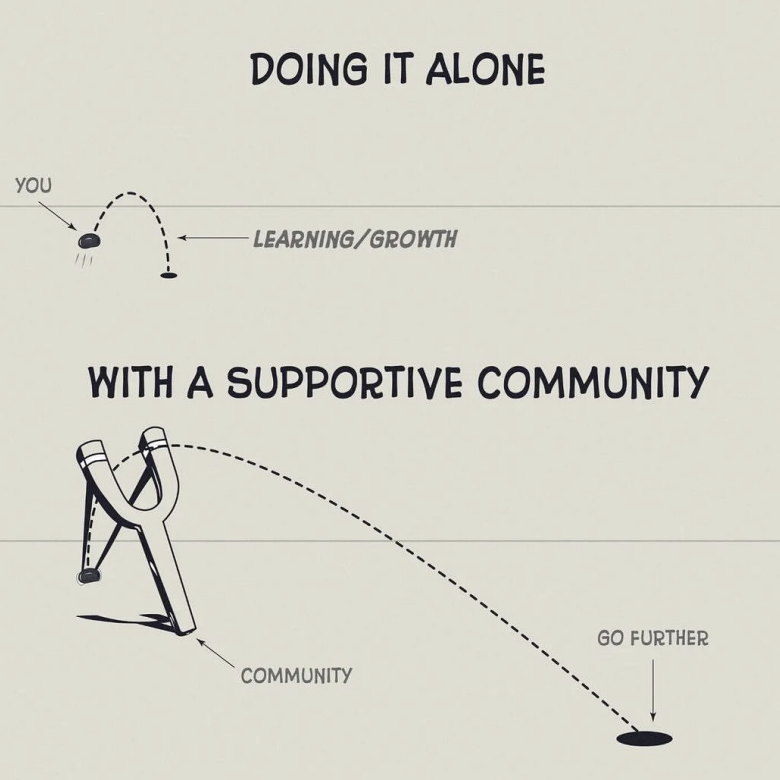 DOING IT ALONE
YOU
LEARNING/GROWTH
WITH A SUPPORTIVE COMMUNITY
GO FURTHER
COMMUNITY